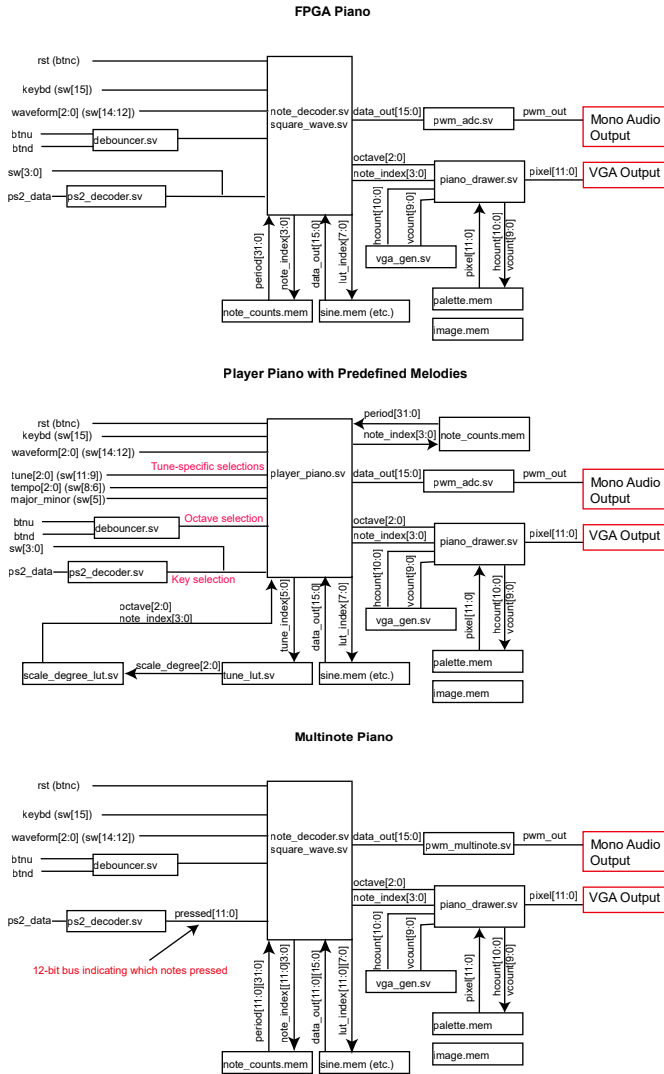 FPGA Piano
rst (btnc)
keybd (sw[15])
waveform[2:0] (sw[14:12])
btnu
btnd
debouncer.sv
sw[3:0]
ps2_data
ps2_decoder.sv
note_decoder.sv
square_wave.sv
data_out[15:0]
pwm_adc.sv
pwm_out
Mono Audio
Output
octave[2:0]
note_index[3:0]
piano_drawer.sv
pixel[11:0]
VGA Output
hcount[10:0]
vcount[9:0]
vga_gen.sv
pixel[11:0]
hcount[10:0]
vcount[9:0]
period[31:0]
note_index[3:0]
data_out[15:0]
lut_index[7:0]
note_counts.mem
sine.mem (etc.)
palette.mem
image.mem
Player Piano with Predefined Melodies
rst (btnc)
keybd (sw[15])
waveform[2:0] (sw[14:12])
Tune-specific selections
tune[2:0] (sw[11:9])
tempo[2:0] (sw[8:6])
major_minor (sw[5])
btnu
btnd
debouncer.sv
Octave selection
sw[3:0]
ps2_data
ps2_decoder.sv
Key selection
player_piano.sv
period[31:0]
note_index[3:0]
note_counts.mem
data_out[15:0]
pwm_adc.sv
pwm_out
Mono Audio
Output
octave[2:0]
note_index[3:0]
piano_drawer.sv
pixel[11:0]
VGA Output
hcount[10:0]
vcount[9:0]
vga_gen.sv
pixel[11:0]
hcount[10:0]
vcount[9:0]
octave[2:0]
note_index[3:0]
tune_index[5:0]
data_out[15:0]
lut_index[7:0]
scale_degree_lut.sv
scale_degree[2:0]
tune_lut.sv
sine.mem (etc.)
palette.mem
image.mem
Multinote Piano
rst (btnc)
keybd (sw[15])
waveform[2:0] (sw[14:12])
btnu
btnd
debouncer.sv
ps2_data
ps2_decoder.sv
pressed[11:0]
12-bit bus indicating which notes pressed
note_decoder.sv
square_wave.sv
data_out[15:0]
pwm_multinote.sv
pwm_out
Mono Audio
Output
octave[2:0]
note_index[3:0]
piano_drawer.sv
pixel[11:0]
VGA Output
hcount[10:0]
vcount[9:0]
vga_gen.sv
pixel[11:0]
hcount[10:0]
vcount[9:0]
period[11:0][31:0]
note_index[[11:0]3:0]
data_out[11:0][15:0]
lut_index[11:0][7:0]
note_counts.mem
sine.mem (etc.)
palette.mem
image.mem